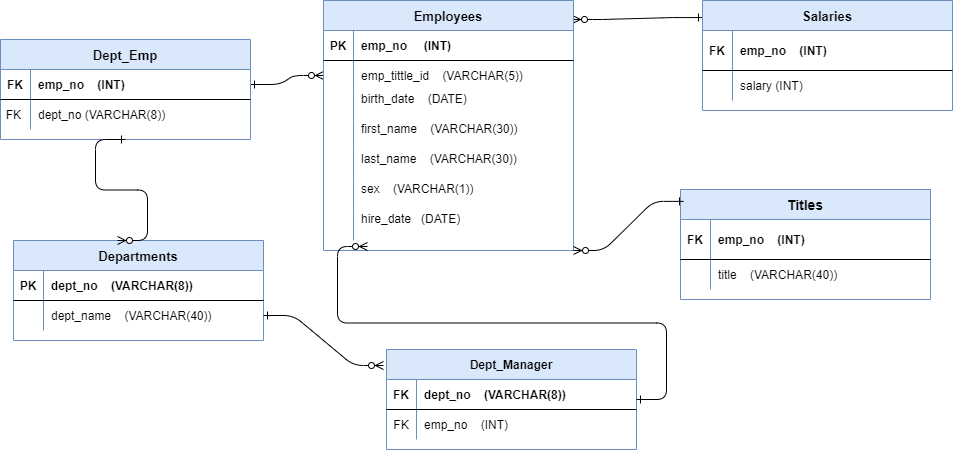 Employees
PK emp_no (INT)
emp_tittle_id (VARCHAR(5))
birth_date (DATE)
first_name (VARCHAR(30))
last_name (VARCHAR(30))
sex (VARCHAR(1))
hire_date (DATE)
Salaries
FK emp_no (INT)
salary (INT)
Dept_Emp
FK emp_no (INT)
FK dept_no (VARCHAR(8))
Titles
FK emp_no (INT)
title (VARCHAR(40))
Departments
PK dept_no (VARCHAR(8))
dept_name (VARCHAR(40))
Dept_Manager
FK dept_no (VARCHAR(8))
FK emp_no (INT)